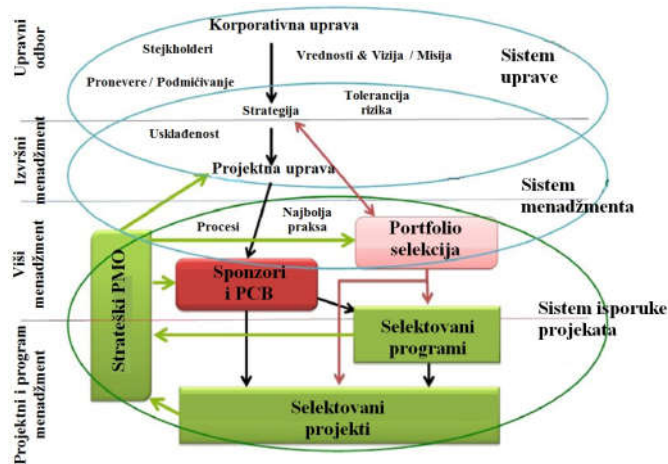 Korporativna uprava
Upravni
odbor
Stejkholderi
Vrednosti & Vizija / Misija
Sistem
uprave
Pronevere / Podmićivanje
Strategija
Tolerancija
rizika
Izvršni
menadžment
Usklađenost
Projektna uprava
Sistem
menadžmenta
Viši
menadžment
Procesi
Najbolja
praksa
Portfolio
selekcija
Strateški PMO
Sponzori
i PCB
Sistem isporuke
projekata
Selektovani
programi
Projektni i program
menadžment
Selektovani
projekti